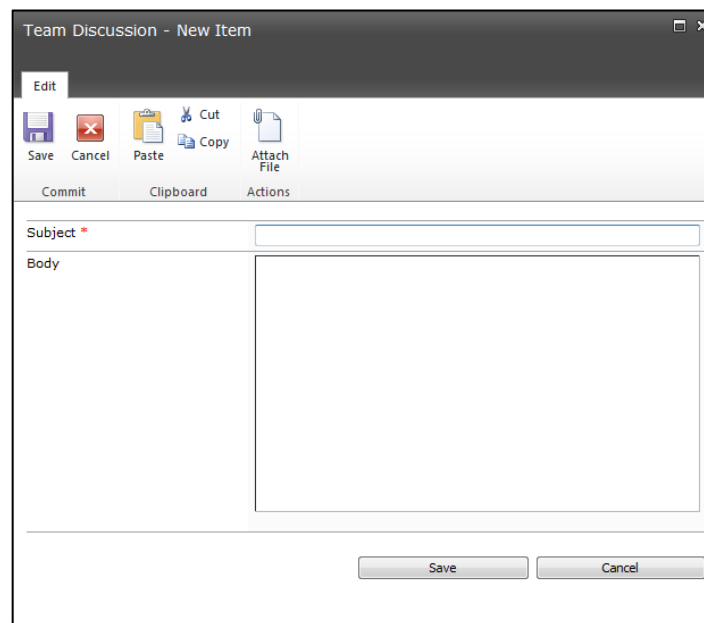 Team Discussion - New Item
Edit
Save Cancel Paste Cut Copy Attach File
Commit Clipboard Actions
Subject *
Body
Save Cancel